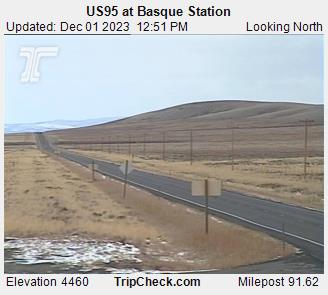 US95 at Basque Station
Updated: Dec 01 2023 12:51 PM Looking North
Elevation 4460 TripCheck.com Milepost 91.62